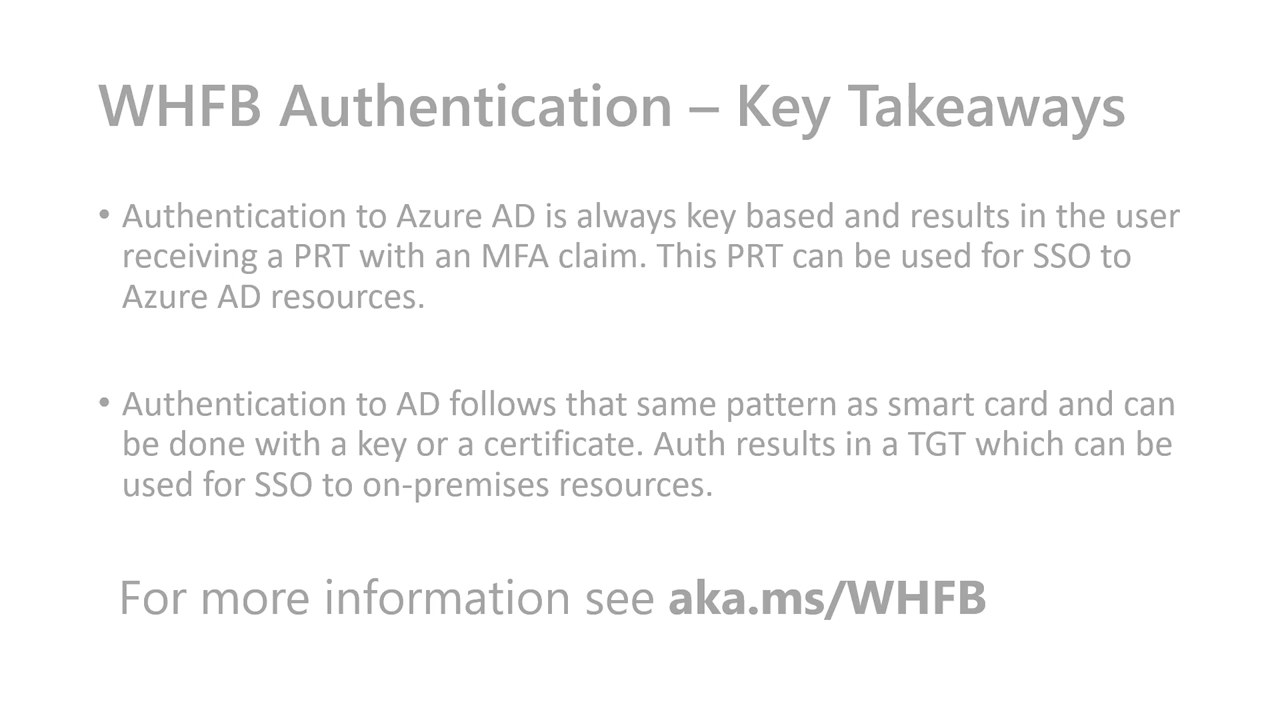 WHFB Authentication – Key Takeaways
• Authentication to Azure AD is always key based and results in the user
receiving a PRT with an MFA claim. This PRT can be used for SSO to
Azure AD resources.
• Authentication to AD follows that same pattern as smart card and can
be done with a key or a certificate. Auth results in a TGT which can be
used for SSO to on-premises resources.
For more information see aka.ms/WHFB